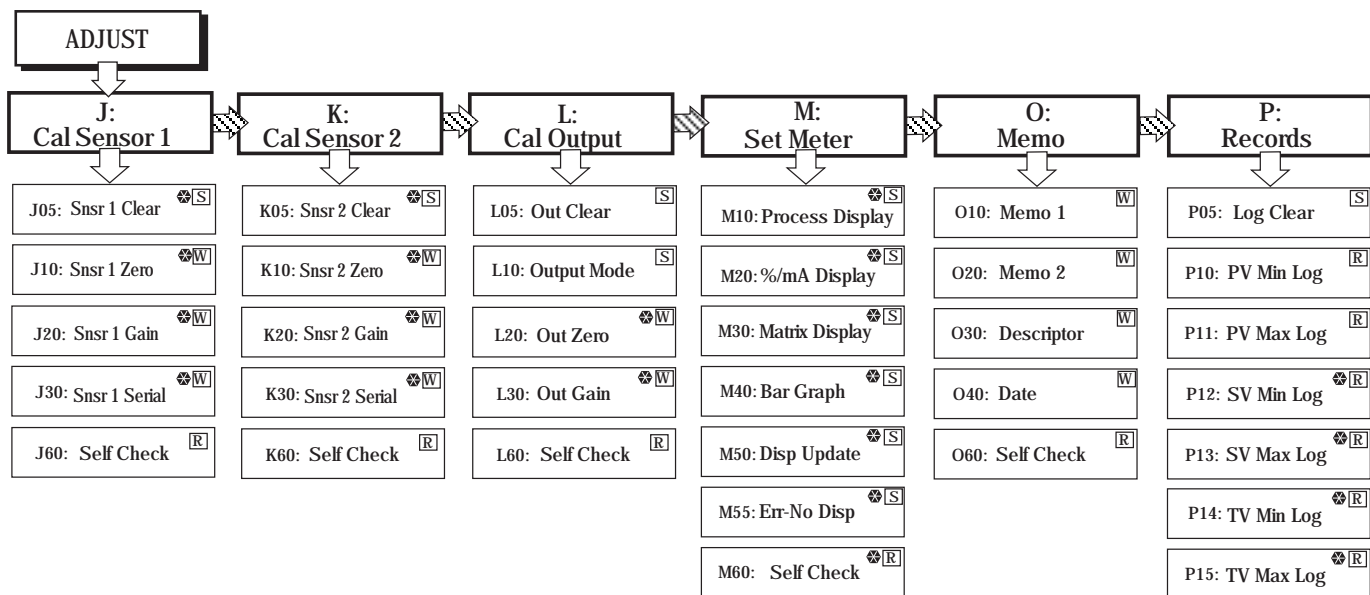 ADJUST
J:
Cal Sensor 1
K:
Cal Sensor 2
L:
Cal Output
M:
Set Meter
O:
Memo
P:
Records
J05: Snsr 1 Clear S
J10: Snsr 1 Zero W
J20: Snsr 1 Gain W
J30: Snsr 1 Serial W
J60: Self Check R
K05: Snsr 2 Clear S
K10: Snsr 2 Zero W
K20: Snsr 2 Gain W
K30: Snsr 2 Serial W
K60: Self Check R
L05: Out Clear S
L10: Output Mode S
L20: Out Zero W
L30: Out Gain W
L60: Self Check R
M10: Process Display S
M20: %/mA Display S
M30: Matrix Display S
M40: Bar Graph S
M50: Disp Update S
M55: Err-No Disp S
M60: Self Check R
O10: Memo 1 W
O20: Memo 2 W
O30: Descriptor W
O40: Date W
O60: Self Check R
P05: Log Clear S
P10: PV Min Log R
P11: PV Max Log R
P12: SV Min Log R
P13: SV Max Log R
P14: TV Min Log R
P15: TV Max Log R